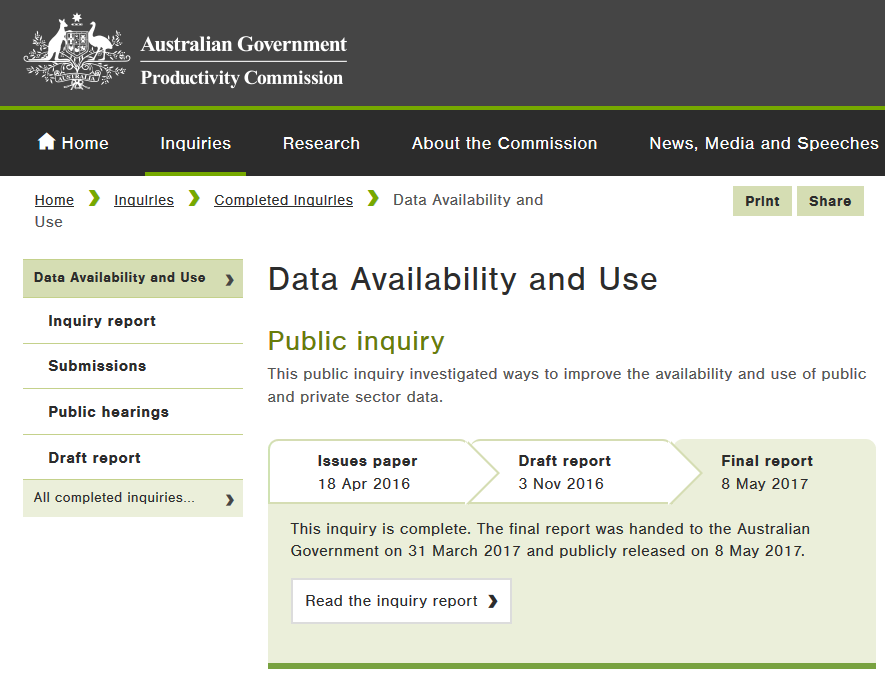 Australian Government
Productivity Commission
Home Inquiries Research About the Commission News, Media and Speeches
Home Inquiries Completed Inquiries Data Availability and
Use
Print Share
Data Availability and Use
Inquiry report
Submissions
Public hearings
Draft report
All completed inquiries...
Data Availability and Use
Public inquiry
This public inquiry investigated ways to improve the availability and use of public
and private sector data.
Issues paper
18 Apr 2016
Draft report
3 Nov 2016
Final report
8 May 2017
This inquiry is complete. The final report was handed to the Australian
Government on 31 March 2017 and publicly released on 8 May 2017.
Read the inquiry report